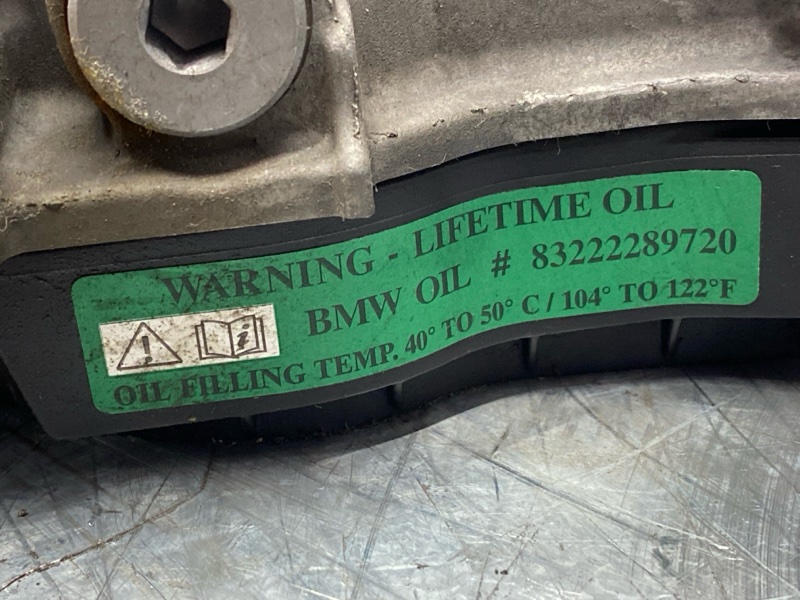 WARNING - LIFETIME OIL
BMW OIL # 83222289720
OIL FILLING TEMP. 40° TO 50° C / 104° TO 122°F